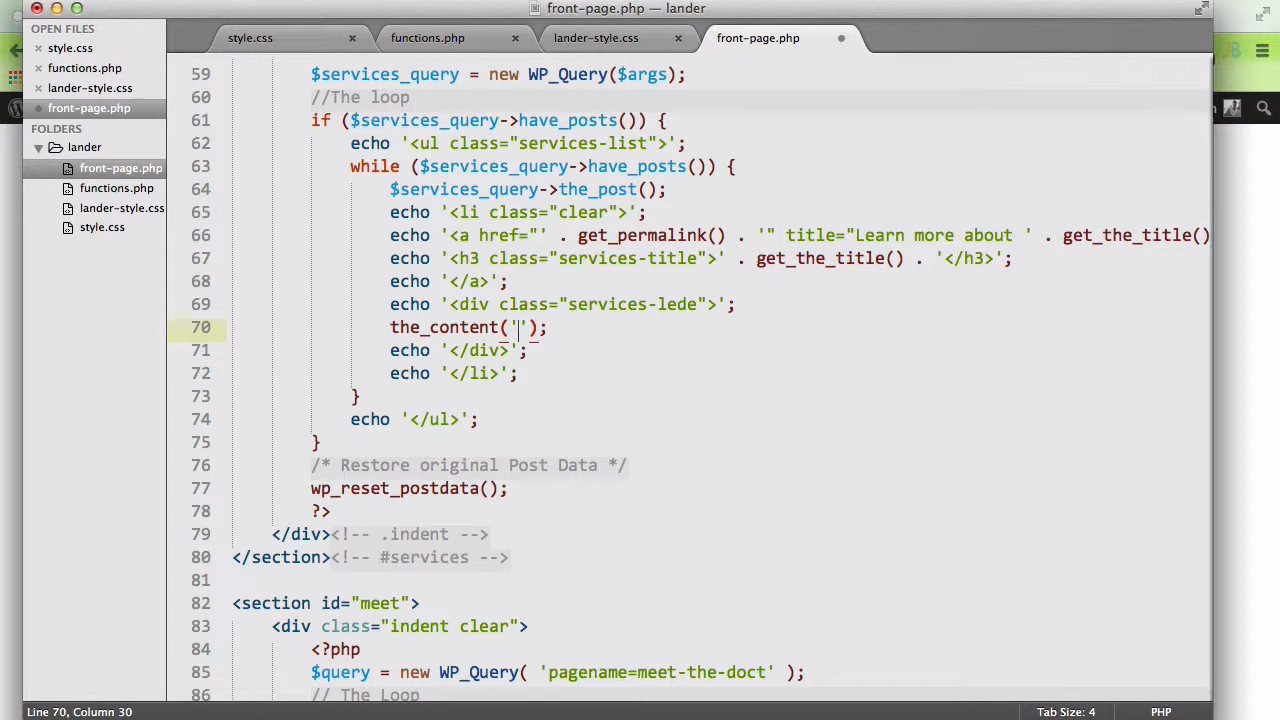 front-page.php — lander
OPEN FILES
style.css
functions.php
lander-style.css
front-page.php
FOLDERS
lander
front-page.php
functions.php
lander-style.css
style.css
style.css
functions.php
lander-style.css
front-page.php
59 $services_query = new WP_Query($args);
60 //The loop
61 if ($services_query->have_posts()) {
62 echo '<ul class="services-list">';
63 while ($services_query->have_posts()) {
64 $services_query->the_post();
65 echo '<li class="clear">';
66 echo '<a href="' . get_permalink() . '" title="Learn more about ' . get_the_title()
67 echo '<h3 class="services-title">' . get_the_title() . '</h3>';
68 echo '</a>';
69 echo '<div class="services-lede">';
70 the_content('');
71 echo '</div>';
72 echo '</li>';
73 }
74 echo '</ul>';
75 }
76 /* Restore original Post Data */
77 wp_reset_postdata();
78 ?>
79 </div><!-- .indent -->
80 </section><!-- #services -->
81
82 <section id="meet">
83 <div class="indent clear">
84 <?php
85 $query = new WP_Query( 'pagename=meet-the-doct' );
86 // The Loop
Line 70, Column 30
Tab Size: 4
PHP